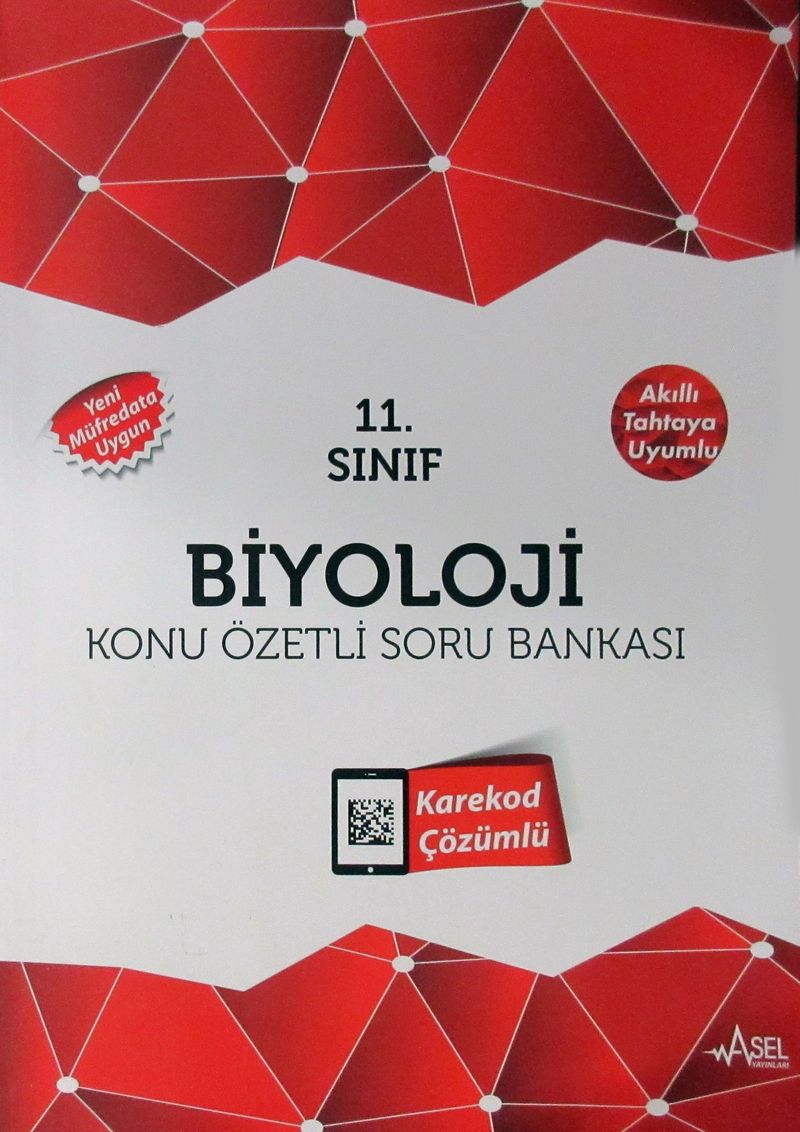 Yeni
Müfredata
Uygun
Akıllı
Tahtaya
Uyumlu
11.
SINIF
BİYOLOJİ
KONU ÖZETLİ SORU BANKASI
Karekod
Çözümlü
ASEL
YAYINLARI